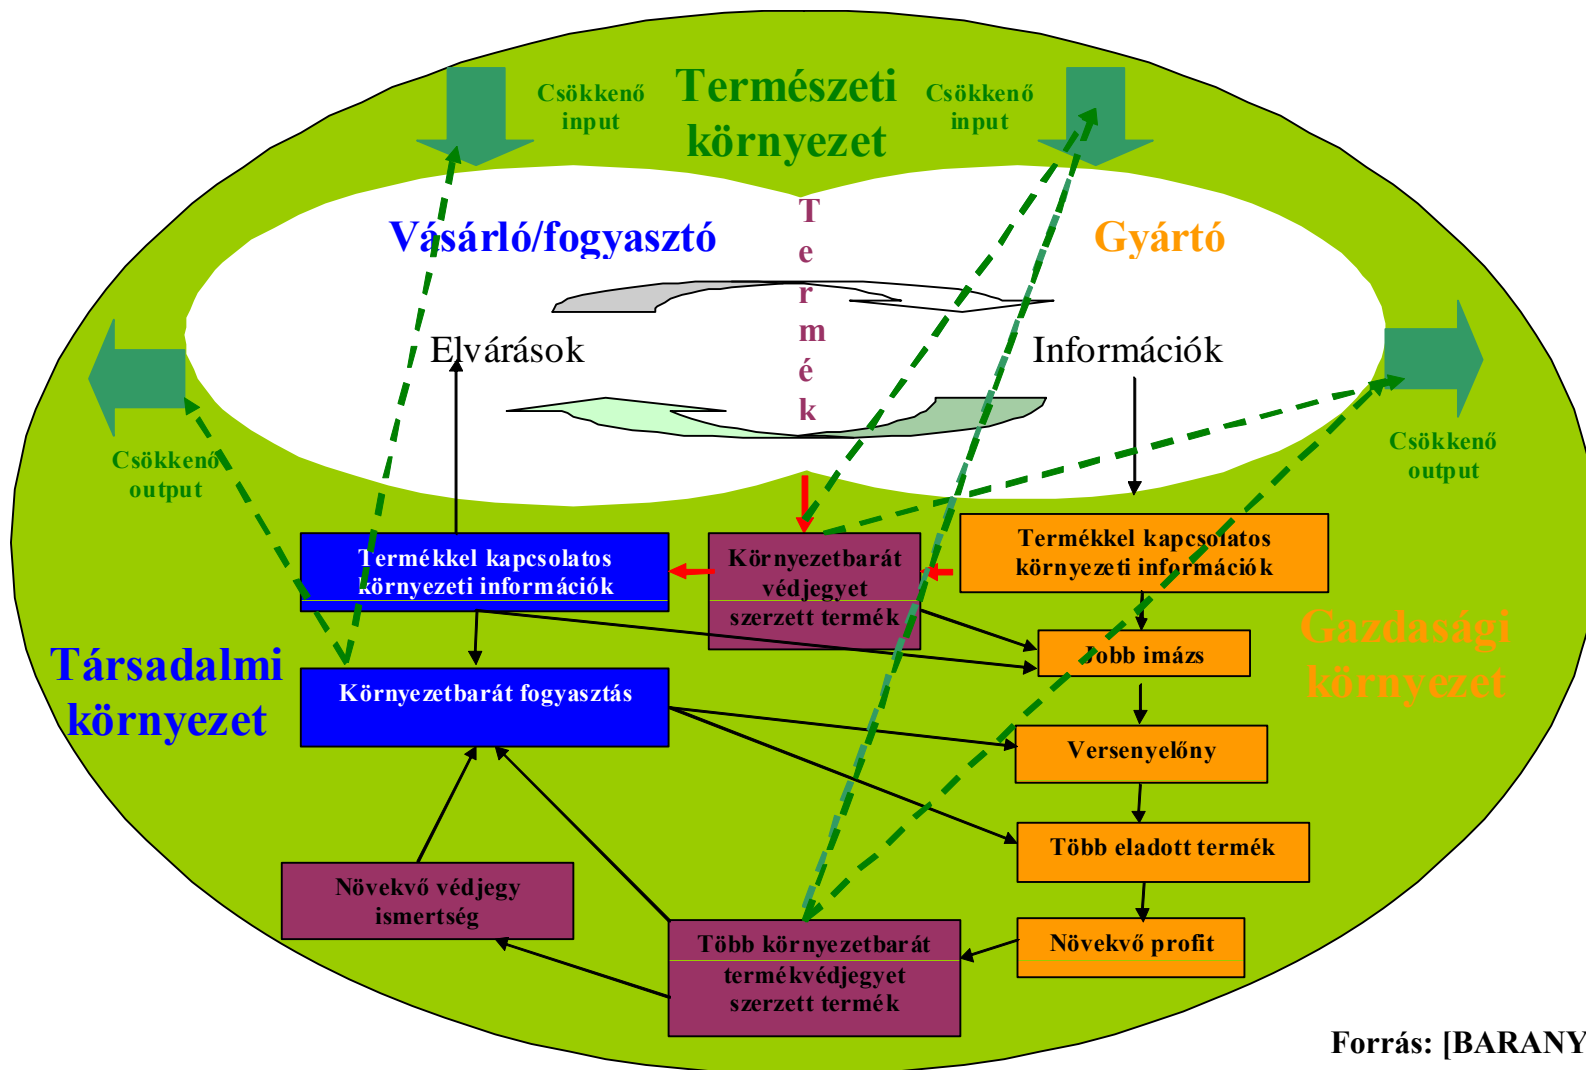 Csökkenő
input
Természeti
környezet
Csökkenő
input
Vásárló/fogyasztó
Termék
Gyártó
Elvárások
Információk
Csökkenő
output
Csökkenő
output
Termékkel kapcsolatos
környezeti információk
Környezetbarát
védjegyet
szerzett termék
Termékkel kapcsolatos
környezeti információk
Társadalmi
környezet
Gazdasági
környezet
Jobb imázs
Környezetbarát fogyasztás
Versenyelőny
Több eladott termék
Növekvő védjegy
ismertség
Több környezetbarát
termékvédjegyet
szerzett termék
Növekvő profit
Forrás: [BARANY